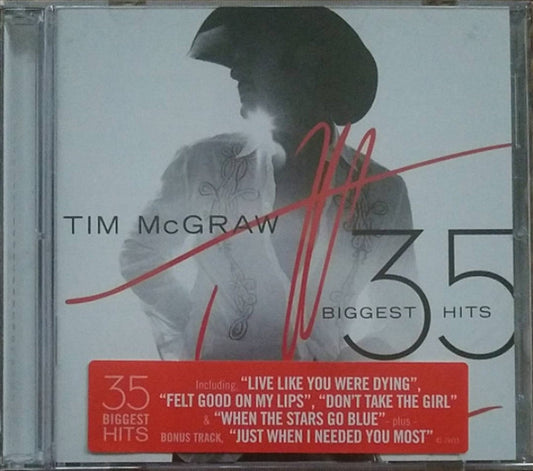 TIM McGRAW
35
BIGGEST HITS
35
BIGGEST
HITS
Including, "LIVE LIKE YOU WERE DYING",
"FELT GOOD ON MY LIPS", "DON'T TAKE THE GIRL"
& "WHEN THE STARS GO BLUE" - plus -
BONUS TRACK, "JUST WHEN I NEEDED YOU MOST"